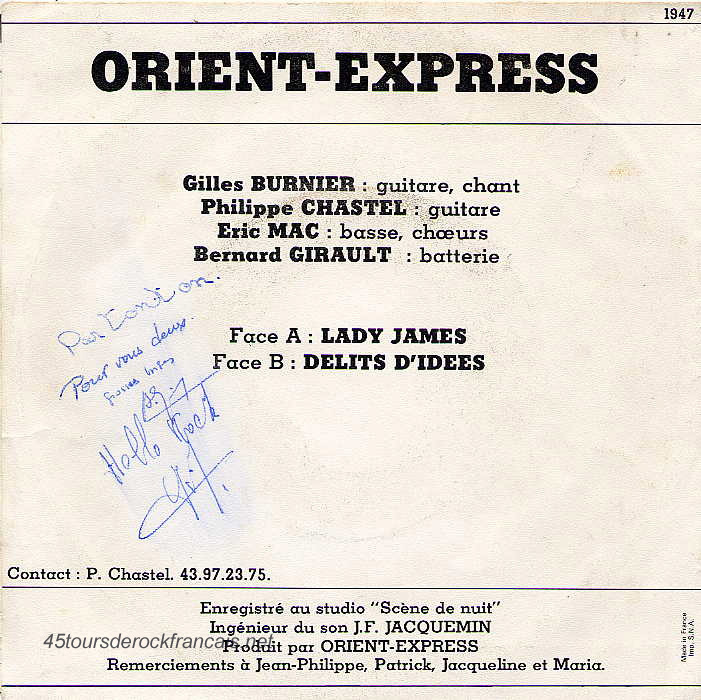 1947
ORIENT-EXPRESS
Gilles BURNIER : guitare, chant
Philippe CHASTEL : guitare
Eric MAC : basse, chœurs
Bernard GIRAULT : batterie
Face A : LADY JAMES
Face B : DELITS D'IDEES
Pour vous deux.
Hello Rock
Contact : P. Chastel. 43.97.23.75.
Enregistré au studio "Scène de nuit"
Ingénieur du son J.F. JACQUEMIN
45toursderockfrancais.net
Produit par ORIENT-EXPRESS
Remerciements à Jean-Philippe, Patrick, Jacqueline et Maria.
Made in France
Imp. S.N.A.